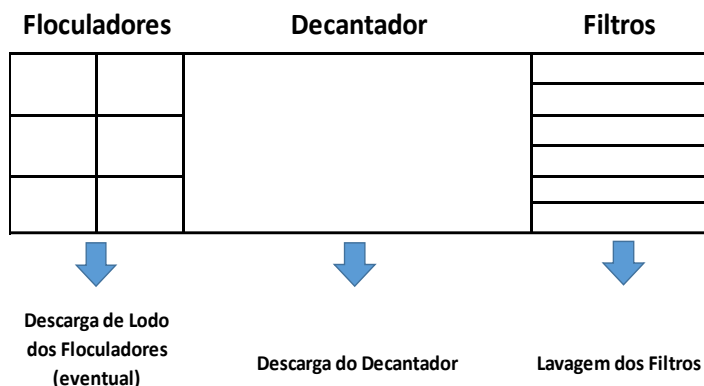 Floculadores
Decantador
Filtros
Descarga de Lodo
dos Floculadores
(eventual)
Descarga do Decantador
Lavagem dos Filtros